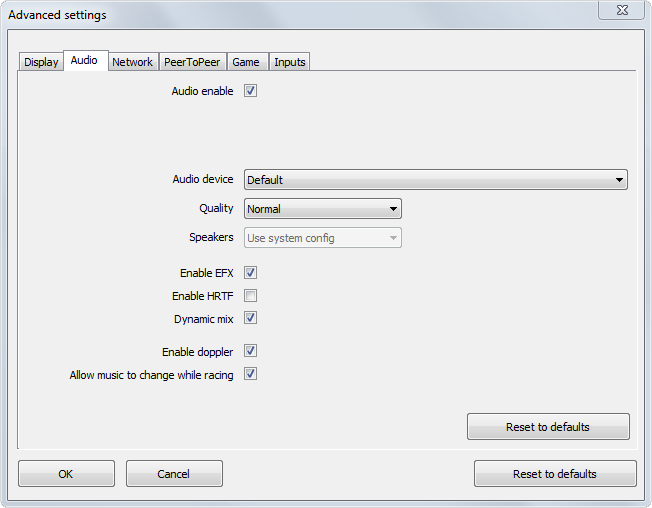 Advanced settings
Display Audio Network PeerToPeer Game Inputs
Audio enable
Audio device Default
Quality Normal
Speakers Use system config
Enable EFX
Enable HRTF
Dynamic mix
Enable doppler
Allow music to change while racing
Reset to defaults
OK Cancel Reset to defaults